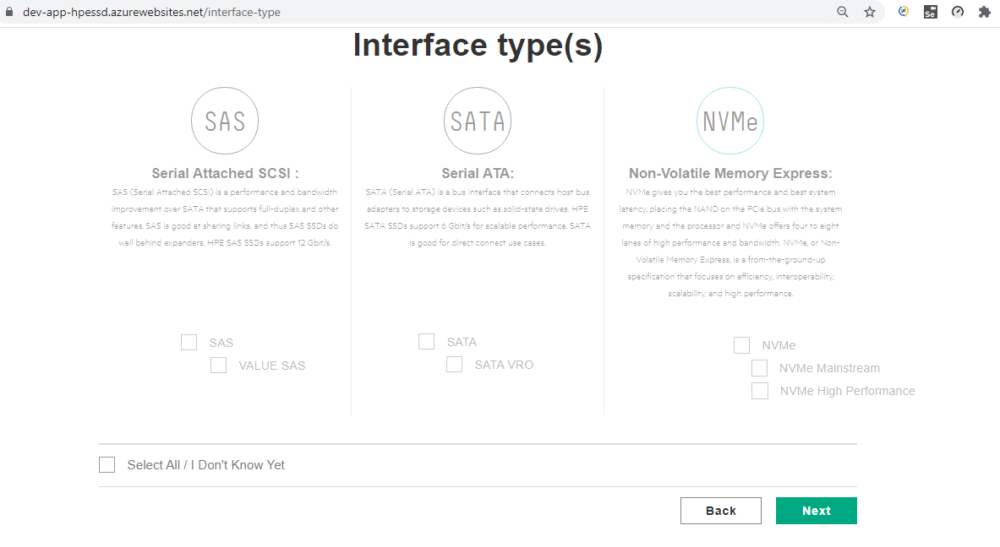 dev-app-hpessd.azurewebsites.net/interface-type
Se
Interface type(s)
SAS
Serial Attached SCSI :
SAS (Serial Attached SCSI) is a performance and bandwidth
improvement over SATA that supports full-duplex and other
features. SAS is good at sharing links, and thus SAS SSDs do
well behind expanders. HPE SAS SSDs support 12 Gbit/s.
SAS
VALUE SAS
SATA
Serial ATA:
SATA (Serial ATA) is a bus interface that connects host bus
adapters to storage devices such as solid-state drives. HPE
SATA SSDs support 6 Gbit/s for scalable performance. SATA
is good for direct connect use cases.
SATA
SATA VRO
NVMe
Non-Volatile Memory Express:
NVMe gives you the best performance and best system
latency, placing the NAND on the PCIe bus with the system
memory and the processor and NVMe offers four to eight
lanes of high performance and bandwidth. NVMe, or Non-
Volatile Memory Express, is a from-the-ground-up
specification that focuses on efficiency, interoperability,
scalability, and high performance.
NVMe
NVMe Mainstream
NVMe High Performance
Select All / I Don't Know Yet
Back
Next